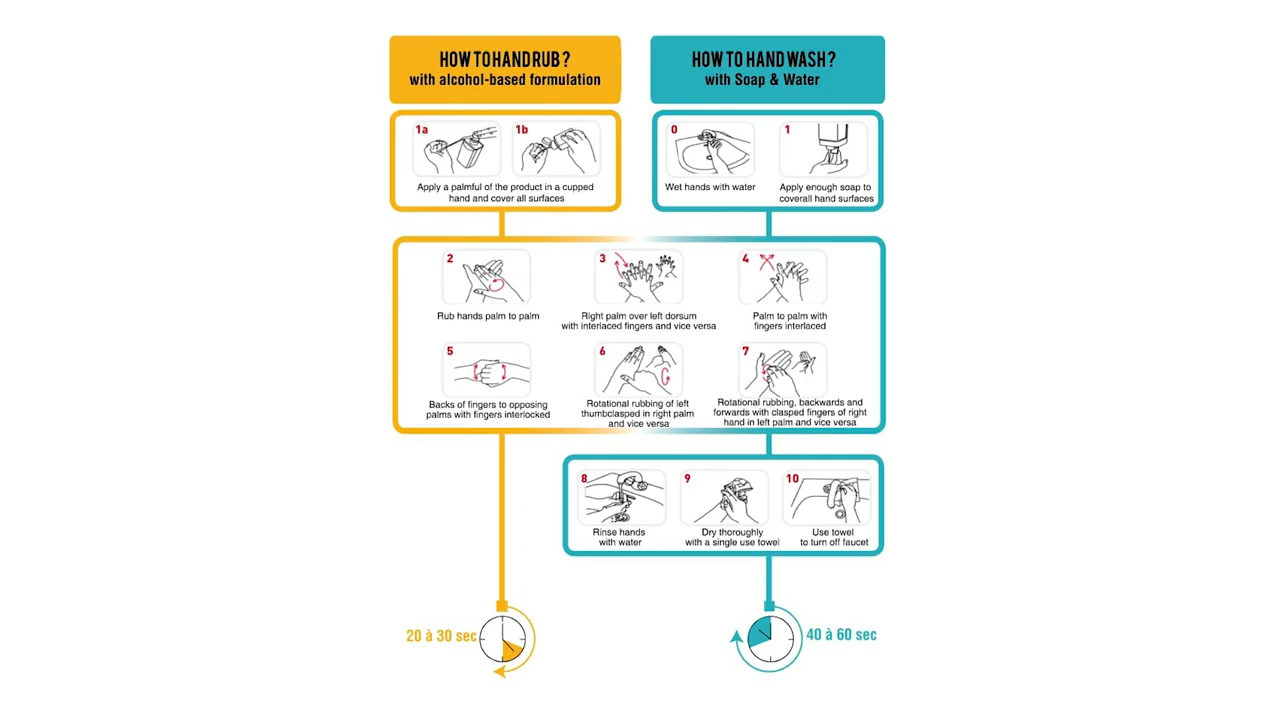 HOW TO HANDRUB?
with alcohol-based formulation
HOW TO HANDWASH?
with Soap & Water
1a
1b
Apply a palmful of the product in a cupped
hand and cover all surfaces
0
1
Wet hands with water
Apply enough soap to
coverall hand surfaces
2
3
4
Rub hands palm to palm
Right palm over left dorsum
with interlaced fingers and vice versa
Palm to palm with
fingers interlaced
5
6
7
Backs of fingers to opposing
palms with fingers interlocked
Rotational rubbing of left
thumbclasped in right palm
and vice versa
Rotational rubbing, backwards and
forwards with clasped fingers of right
hand in left palm and vice versa
8
9
10
Rinse hands
with water
Dry thoroughly
with a single use towel
Use towel
to turn off faucet
20 à 30 sec
40 à 60 sec